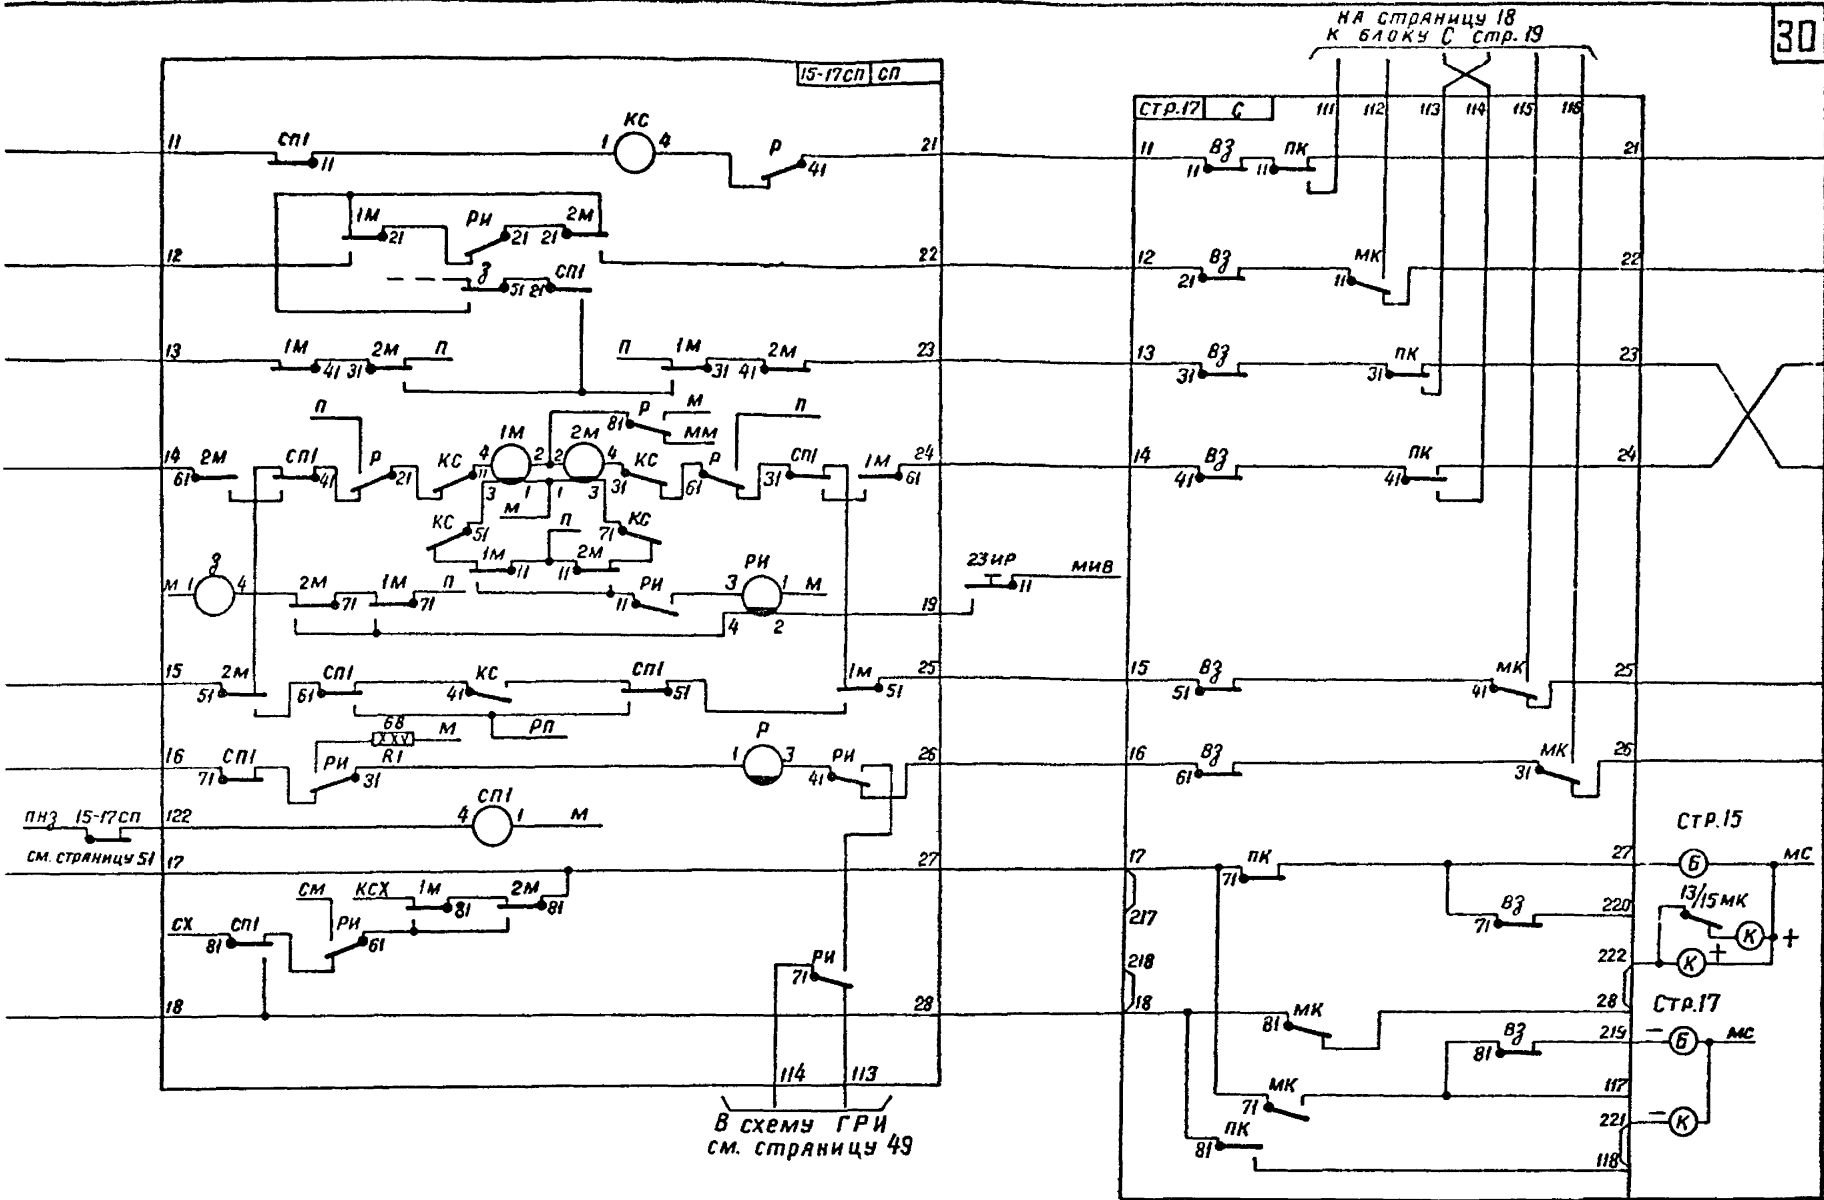 НА СТРАНИЦУ 18
К БЛОКУ С СТР. 19
30
15-17СП СП
СТР.17 С
111 112 113 114 115 116
11 СП1 11 1 КС 4 Р 41 21
11 ВЗ 11 11 ПК 21
1М 21 РИ 21 21 2М
12 22
З 51 21 СП1
12 ВЗ 21 МК 11 22
13 1М 41 31 2М П П 1М 31 41 2М 23
13 ВЗ 31 ПК 31 23
П Р 81 М ММ П
14 2М 61 СП1 41 Р 21 КС 11 4 1М 2 2 2М 4 31 КС 61 Р 31 СП1 1М 61 24
3 1 1 3
М
14 ВЗ 41 ПК 41 24
КС 51 П 71 КС
1М 11 2М 11
М 1 З 4 2М 71 1М 71 П РИ 11 3 РИ 1 М
4 2 19
23ИР 11 МИВ
15 2М 51 СП1 61 КС 41 СП1 51 1М 51 25
РП
15 ВЗ 51 МК 41 25
68 М
R1
16 СП1 71 РИ 31 1 Р 3 РИ 41 26
16 ВЗ 61 МК 31 26
ПНЗ 15-17СП 122 4 СП1 1 М
СМ. СТРАНИЦУ 51
17 27
СМ КСХ 1М 81 2М 81
СХ СП1 81 РИ 61
РИ 71
18 28
114 113
В СХЕМУ ГРИ
СМ. СТРАНИЦУ 49
17 ПК 71 27 Б МС
СТР.15
217 ВЗ 71 220
13/15МК К +
218 222 К +
18 МК 81 28
СТР.17
ВЗ 81 219 − Б МС
МК 71 117
221 − К
ПК 81 118